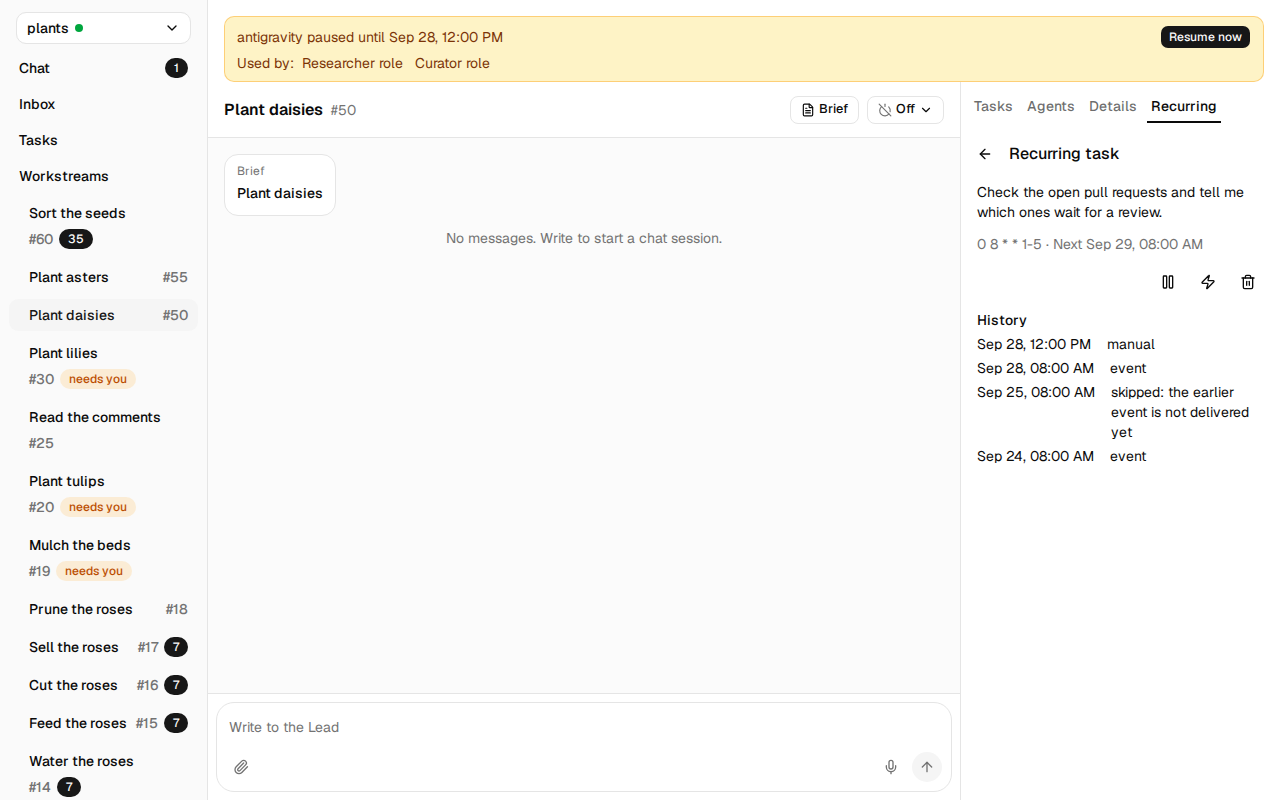 plants
Chat 1
Inbox
Tasks
Workstreams
Sort the seeds
#60 35
Plant asters #55
Plant daisies #50
Plant lilies
#30 needs you
Read the comments
#25
Plant tulips
#20 needs you
Mulch the beds
#19 needs you
Prune the roses #18
Sell the roses #17 7
Cut the roses #16 7
Feed the roses #15 7
Water the roses
#14 7
antigravity paused until Sep 28, 12:00 PM
Resume now
Used by: Researcher role Curator role
Plant daisies #50
Brief
Off
Brief
Plant daisies
No messages. Write to start a chat session.
Write to the Lead
Tasks Agents Details Recurring
Recurring task
Check the open pull requests and tell me
which ones wait for a review.
0 8 * * 1-5 · Next Sep 29, 08:00 AM
History
Sep 28, 12:00 PM manual
Sep 28, 08:00 AM event
Sep 25, 08:00 AM skipped: the earlier
event is not delivered
yet
Sep 24, 08:00 AM event